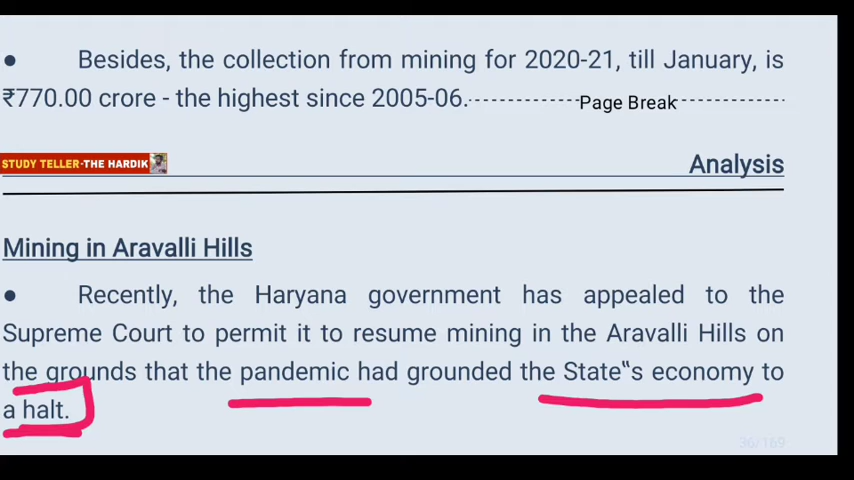 ● Besides, the collection from mining for 2020-21, till January, is
₹770.00 crore - the highest since 2005-06.
Page Break
STUDY TELLER-THE HARDIK
Analysis
Mining in Aravalli Hills
● Recently, the Haryana government has appealed to the
Supreme Court to permit it to resume mining in the Aravalli Hills on
the grounds that the pandemic had grounded the State‟s economy to
a halt.
36/169